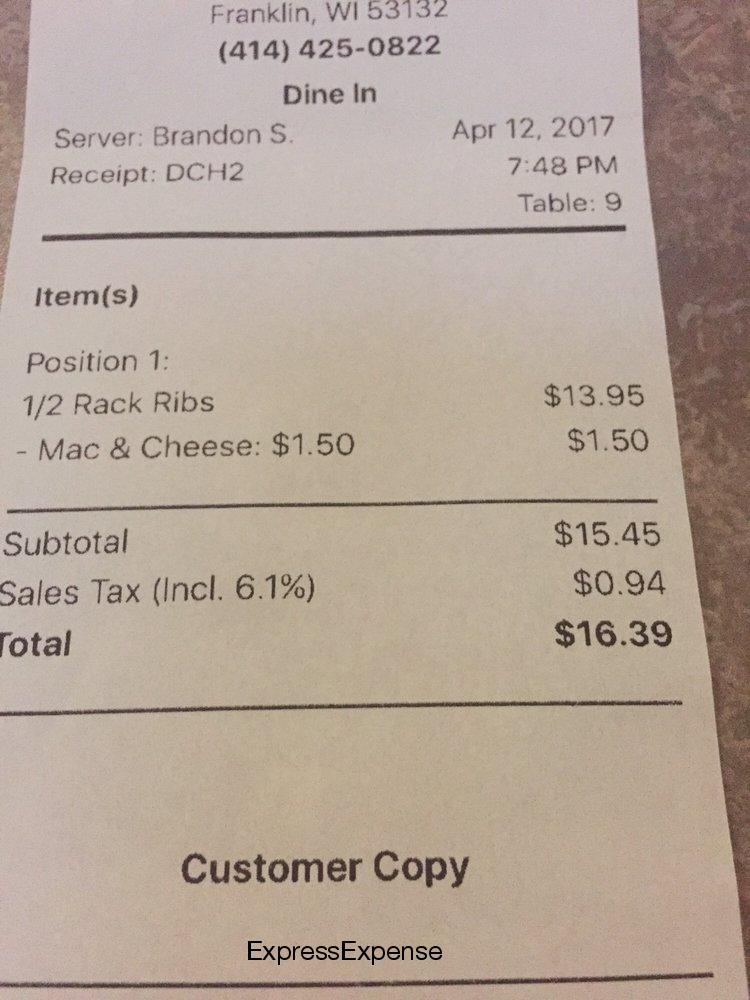 Franklin, WI 53132
(414) 425-0822
Dine In
Server: Brandon S. Apr 12, 2017
Receipt: DCH2 7:48 PM
Table: 9
Item(s)
Position 1:
1/2 Rack Ribs $13.95
- Mac & Cheese: $1.50 $1.50
Subtotal $15.45
Sales Tax (Incl. 6.1%) $0.94
Total $16.39
Customer Copy
ExpressExpense